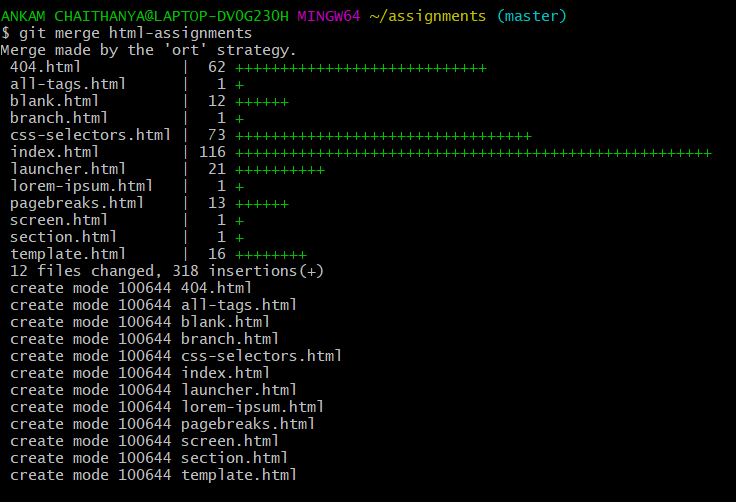 ANKAM CHAITHANYA@LAPTOP-DV0G230H MINGW64 ~/assignments (master)
$ git merge html-assignments
Merge made by the 'ort' strategy.
 404.html           |  62 ++++++++++++++++++++++++++++
 all-tags.html      |   1 +
 blank.html         |  12 ++++++
 branch.html        |   1 +
 css-selectors.html |  73 +++++++++++++++++++++++++++++++++
 index.html         | 116 +++++++++++++++++++++++++++++++++++++++++++++++++++++
 launcher.html      |  21 ++++++++++
 lorem-ipsum.html   |   1 +
 pagebreaks.html    |  13 ++++++
 screen.html        |   1 +
 section.html       |   1 +
 template.html      |  16 ++++++++
 12 files changed, 318 insertions(+)
 create mode 100644 404.html
 create mode 100644 all-tags.html
 create mode 100644 blank.html
 create mode 100644 branch.html
 create mode 100644 css-selectors.html
 create mode 100644 index.html
 create mode 100644 launcher.html
 create mode 100644 lorem-ipsum.html
 create mode 100644 pagebreaks.html
 create mode 100644 screen.html
 create mode 100644 section.html
 create mode 100644 template.html